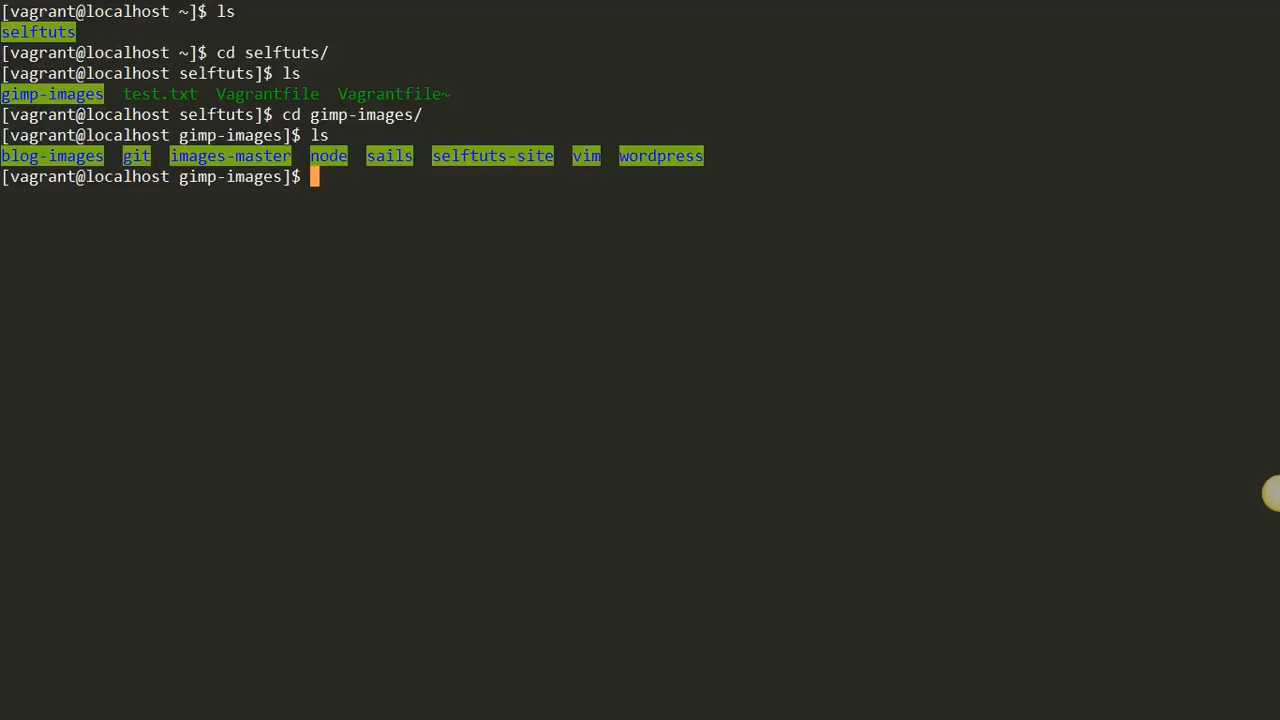 [vagrant@localhost ~]$ ls
selftuts
[vagrant@localhost ~]$ cd selftuts/
[vagrant@localhost selftuts]$ ls
gimp-images  test.txt  Vagrantfile  Vagrantfile~
[vagrant@localhost selftuts]$ cd gimp-images/
[vagrant@localhost gimp-images]$ ls
blog-images  git  images-master  node  sails  selftuts-site  vim  wordpress
[vagrant@localhost gimp-images]$